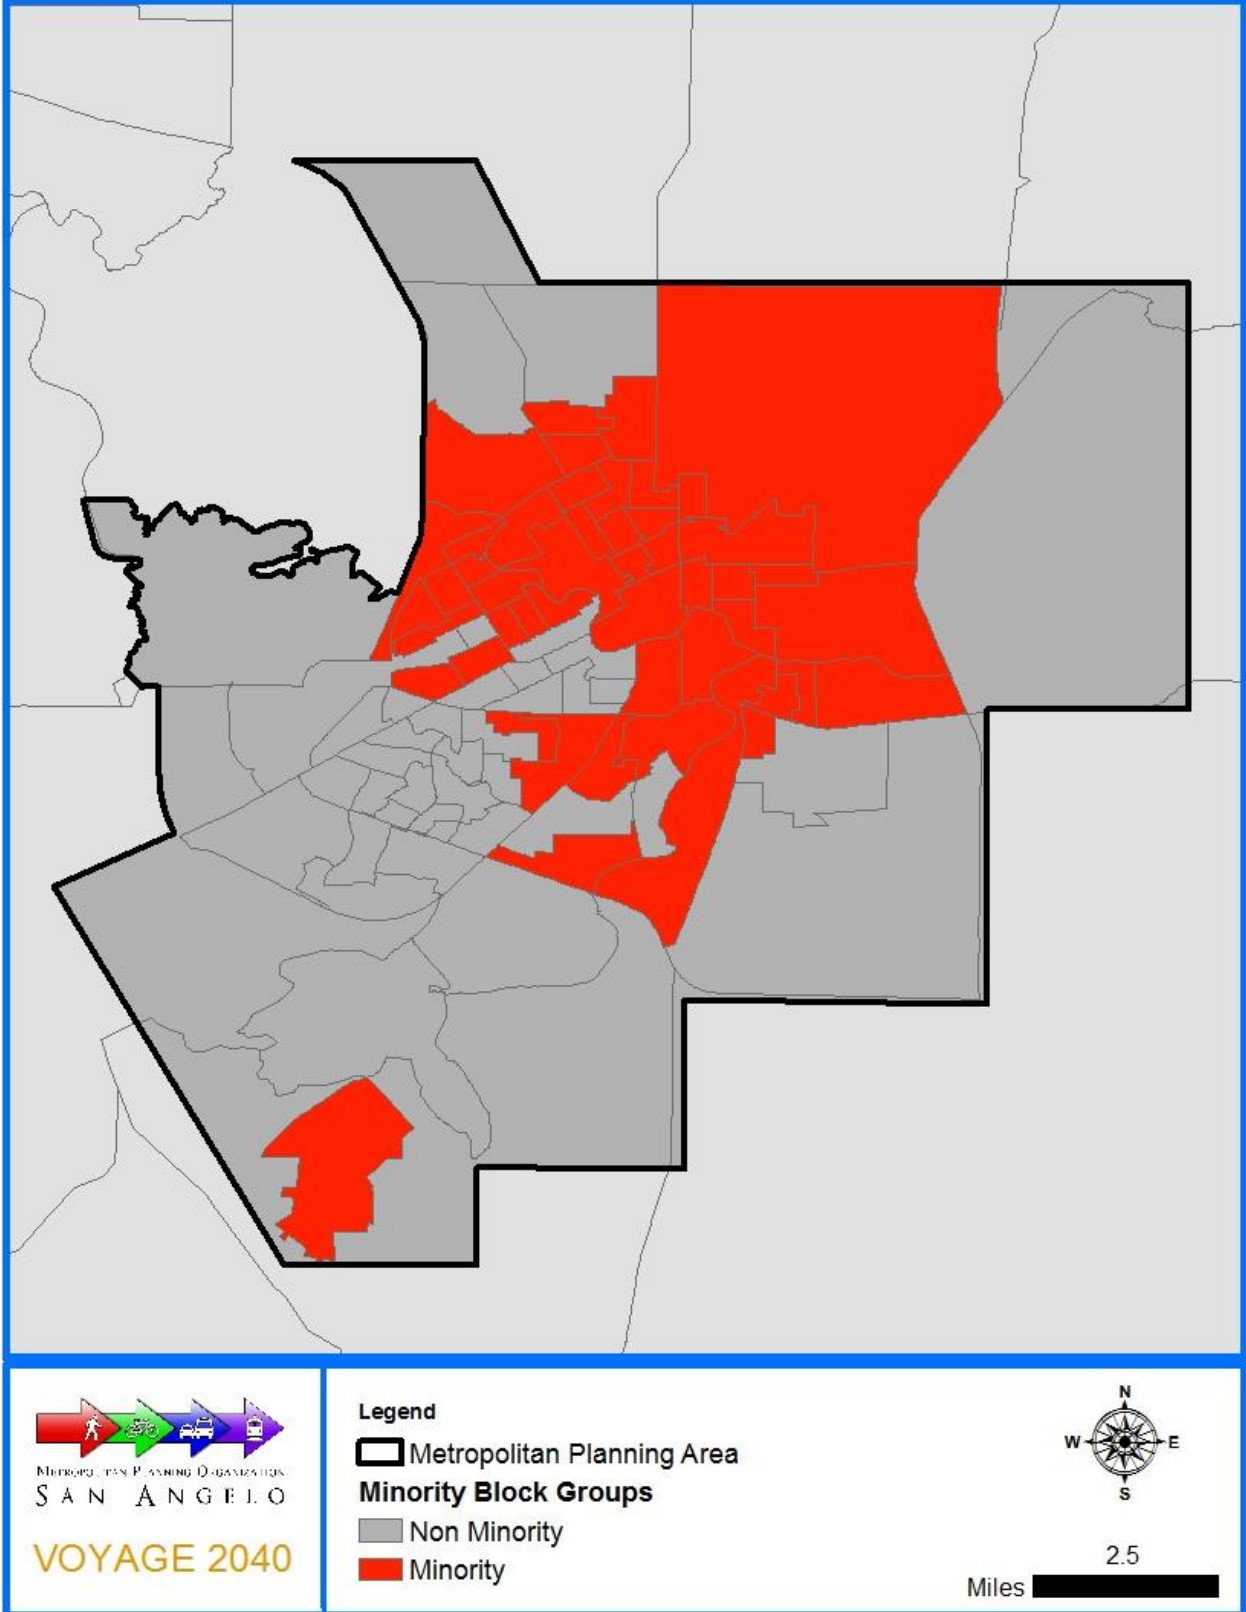 METROPOLITAN PLANNING ORGANIZATION
SAN ANGELO
VOYAGE 2040
Legend
Metropolitan Planning Area
Minority Block Groups
Non Minority
Minority
N
W E
S
2.5
Miles